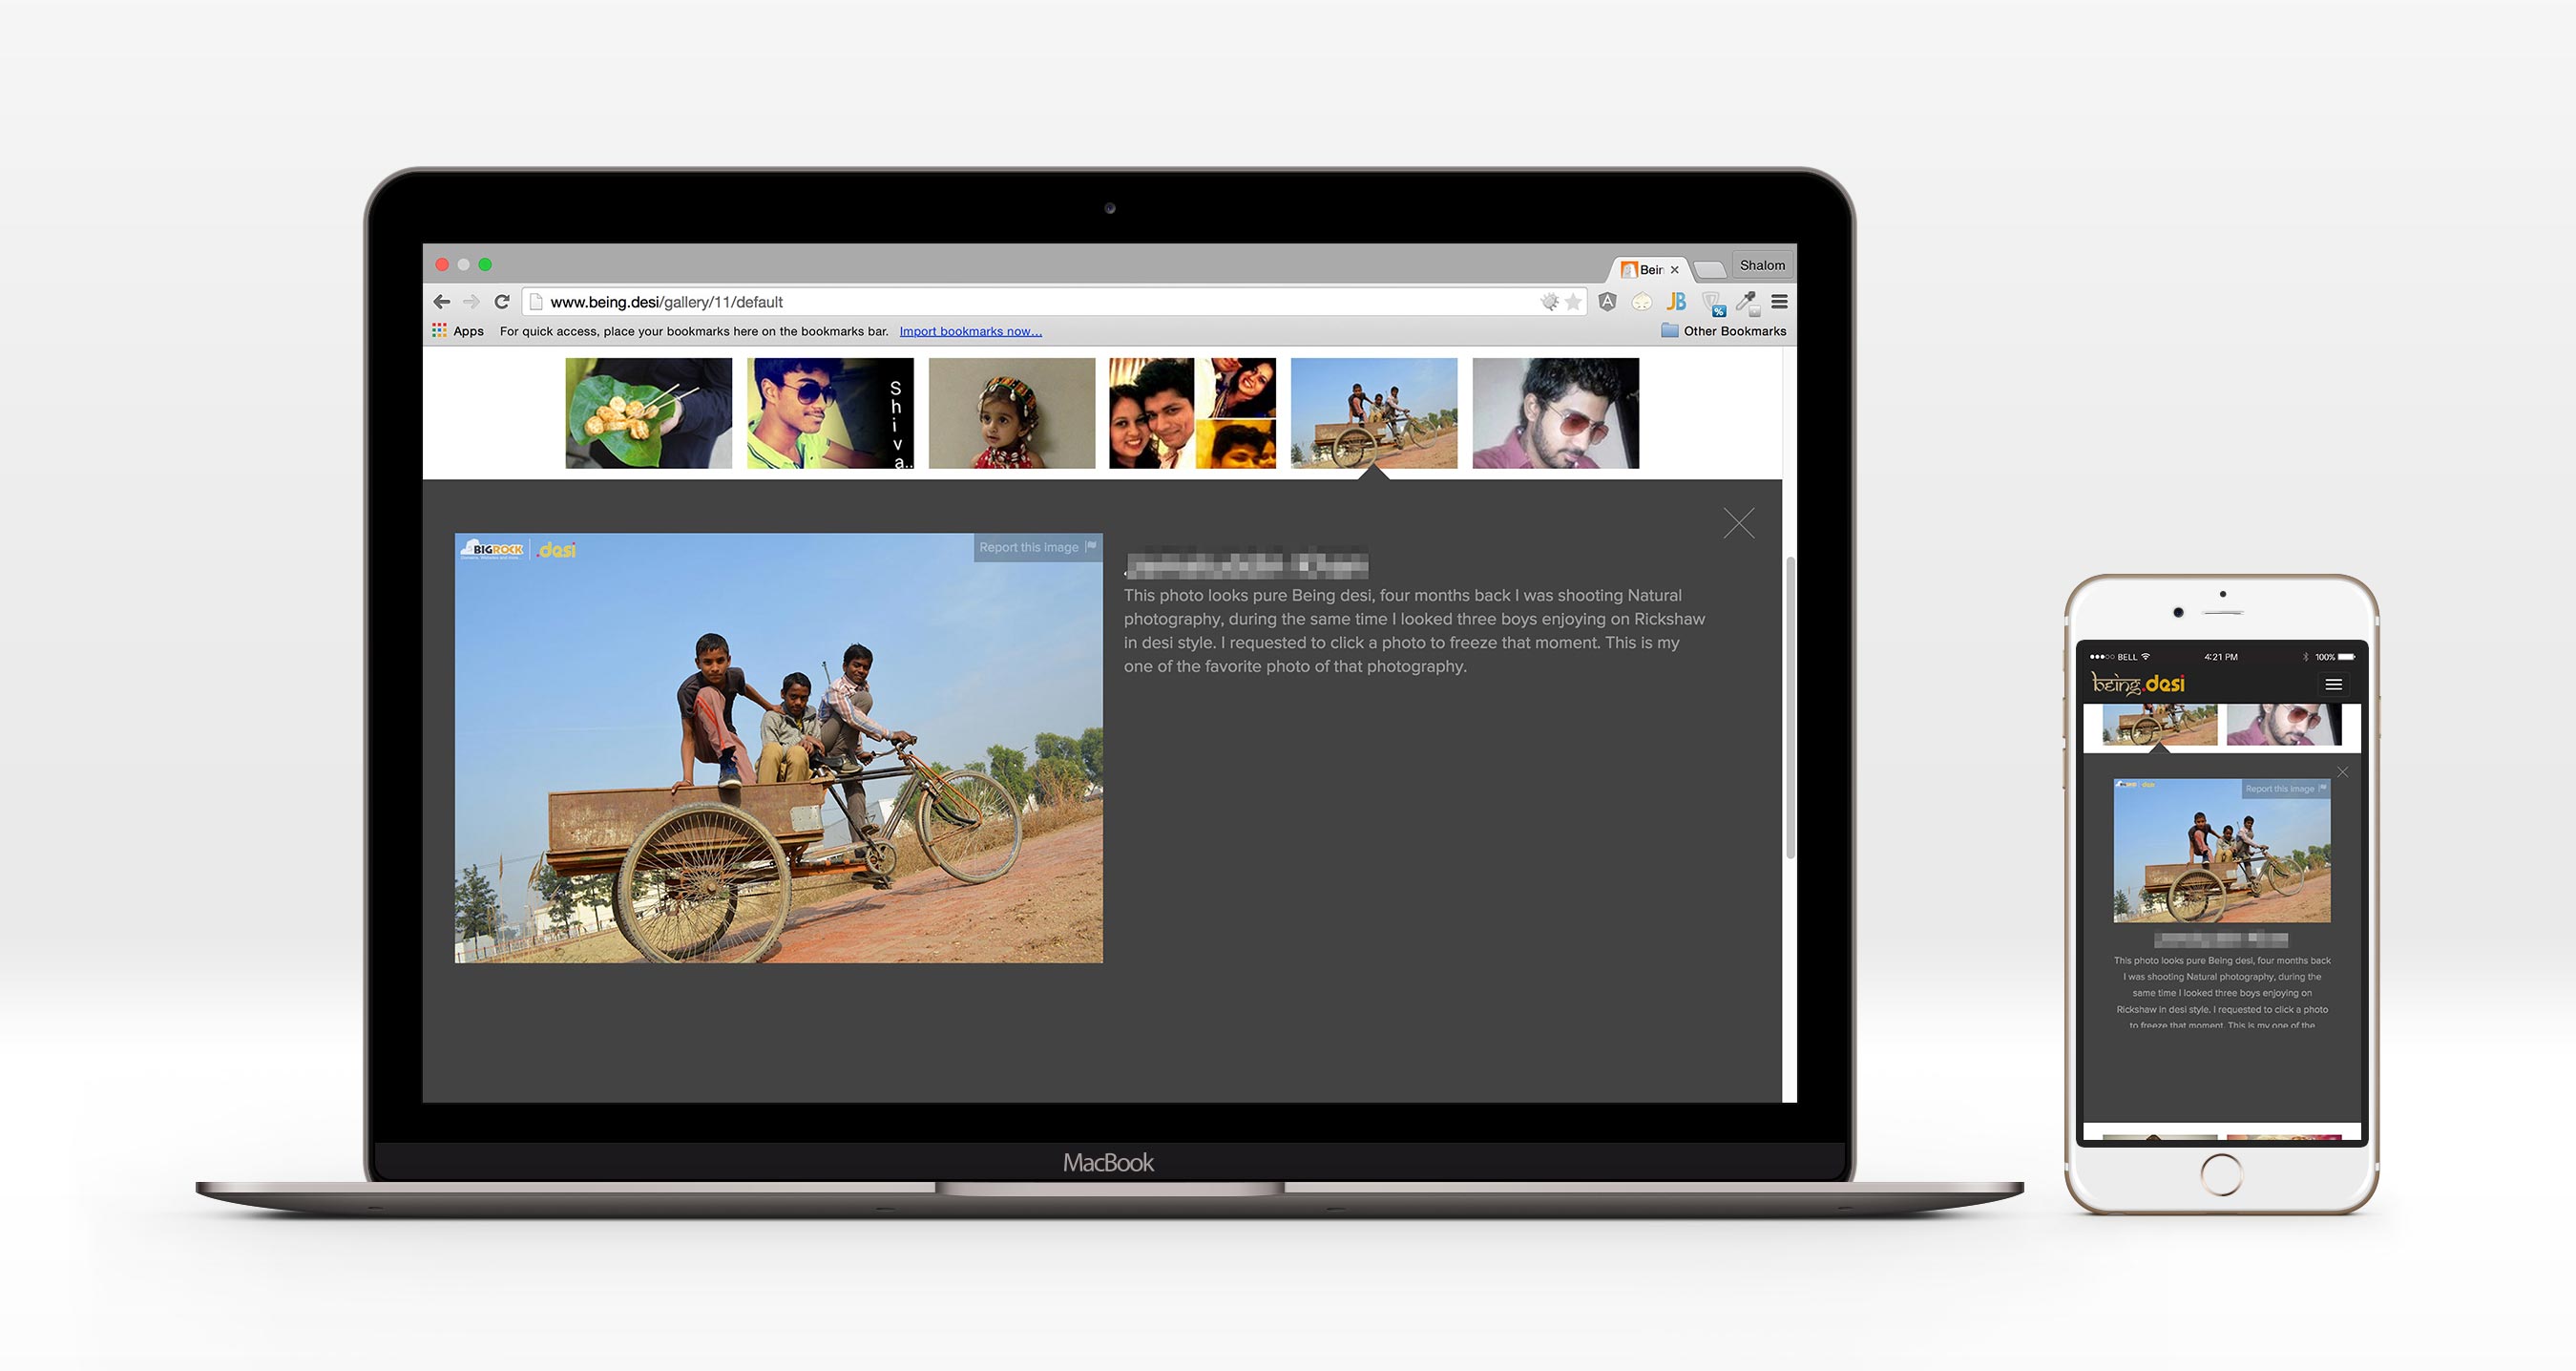 Bein
Shalom
www.being.desi/gallery/11/default
Apps For quick access, place your bookmarks here on the bookmarks bar. Import bookmarks now... Other Bookmarks
S
h
i
v
a..
BIGROCK .desi
Report this image
This photo looks pure Being desi, four months back I was shooting Natural
photography, during the same time I looked three boys enjoying on Rickshaw
in desi style. I requested to click a photo to freeze that moment. This is my
one of the favorite photo of that photography.
MacBook
BELL 4:21 PM 100%
being.desi
Report this image
This photo looks pure Being desi, four months back
I was shooting Natural photography, during the
same time I looked three boys enjoying on
Rickshaw in desi style. I requested to click a photo
to freeze that moment. This is my one of the